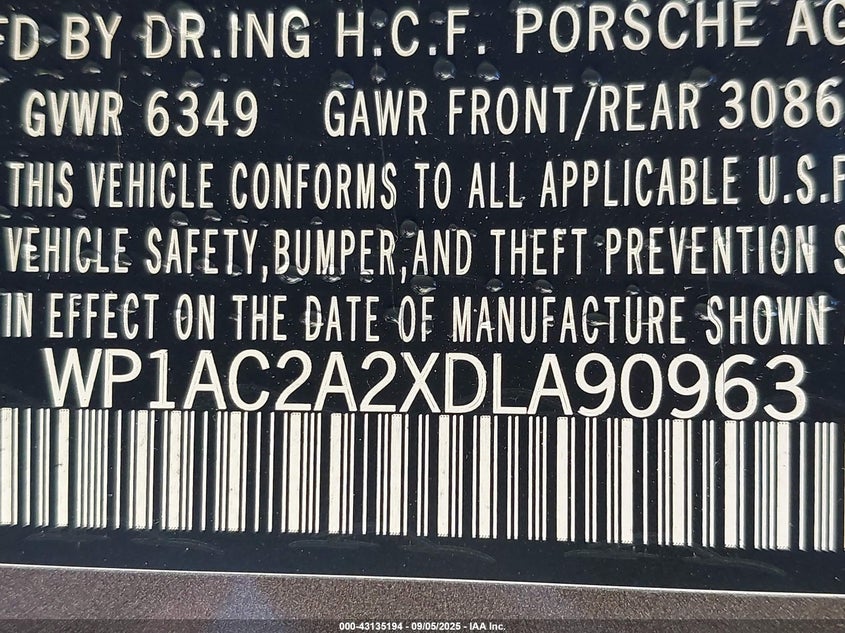 ED BY DR.ING H.C.F. PORSCHE AG
GVWR 6349 GAWR FRONT/REAR 3086
THIS VEHICLE CONFORMS TO ALL APPLICABLE U.S.F
VEHICLE SAFETY,BUMPER,AND THEFT PREVENTION S
IN EFFECT ON THE DATE OF MANUFACTURE SHOWN
WP1AC2A2XDLA90963
000-43135194 - 09/05/2025 - IAA Inc.